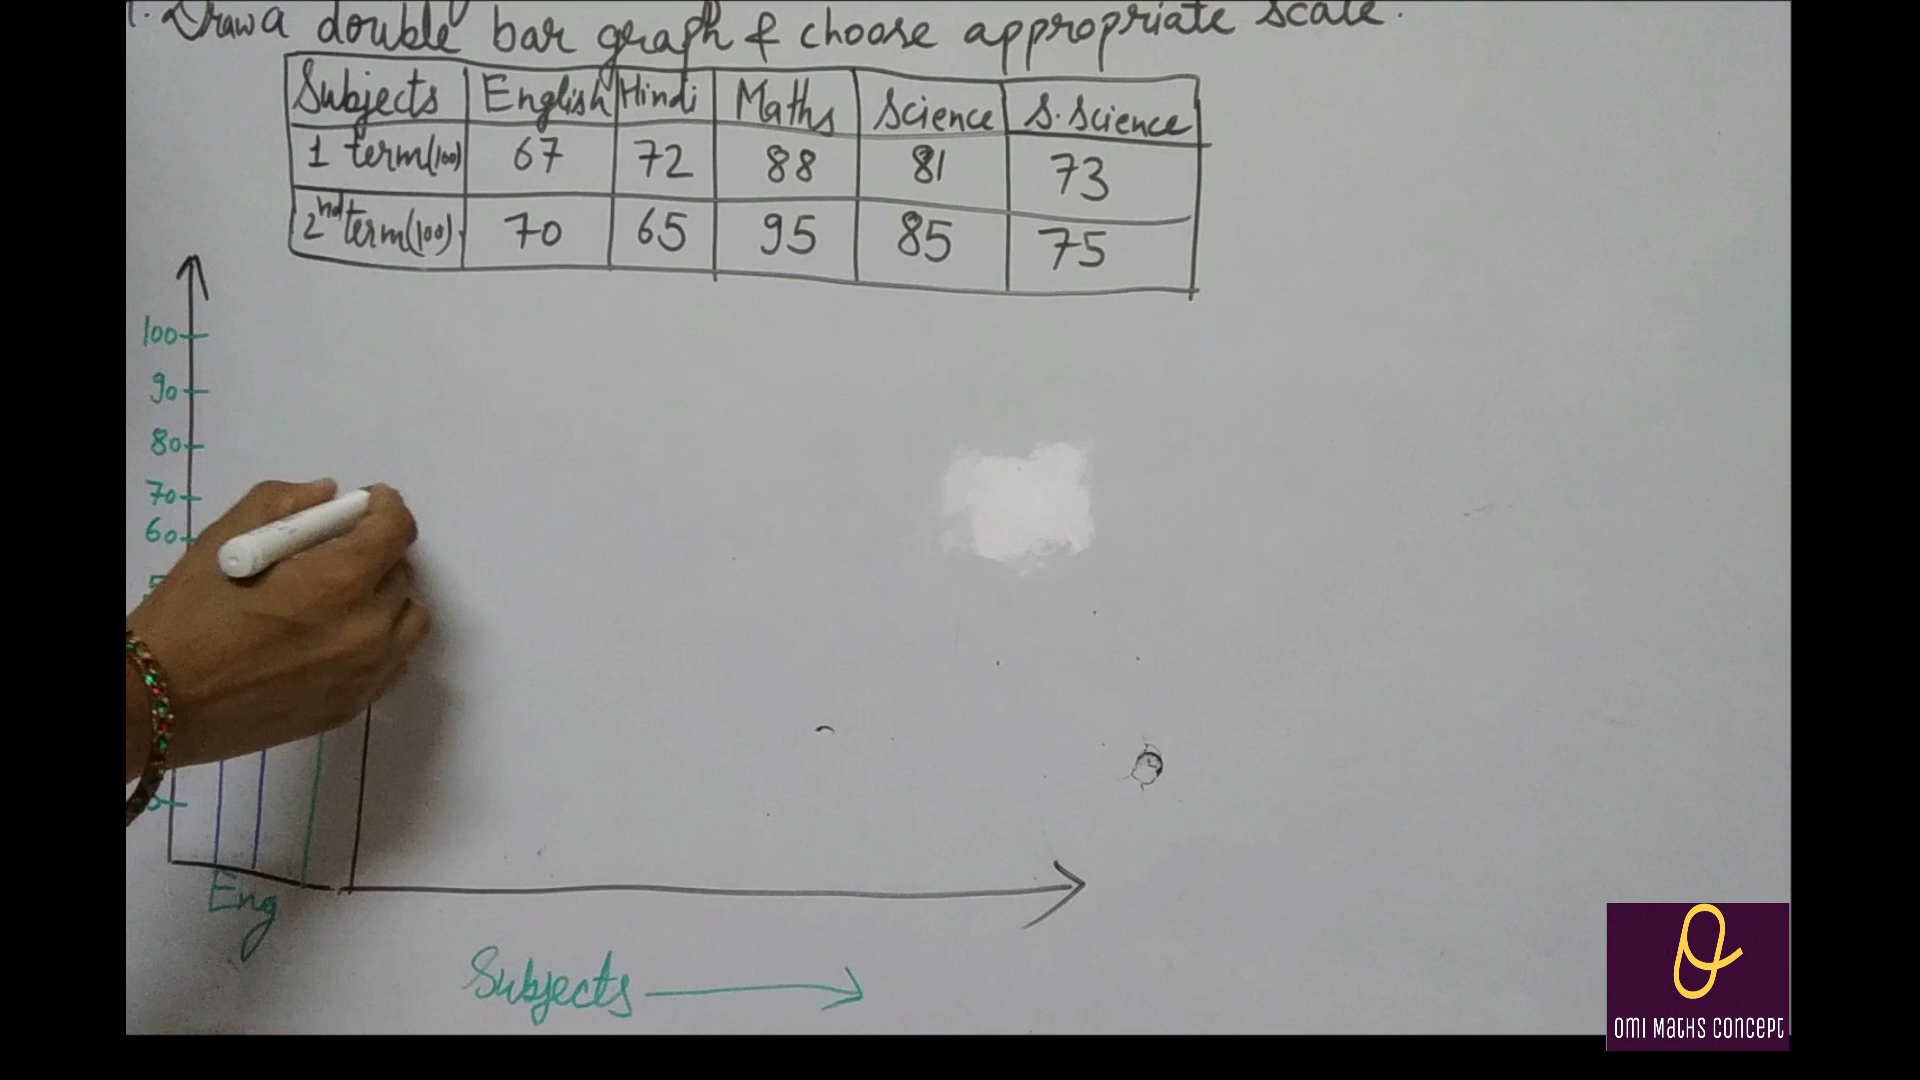 1. Draw a double bar graph & choose appropriate scale.
Subjects English Hindi Maths Science S.Science
1 term(100) 67 72 88 81 73
2nd term(100) 70 65 95 85 75
100
90
80
70
60
Eng
Subjects
OMI MATHS CONCEPT